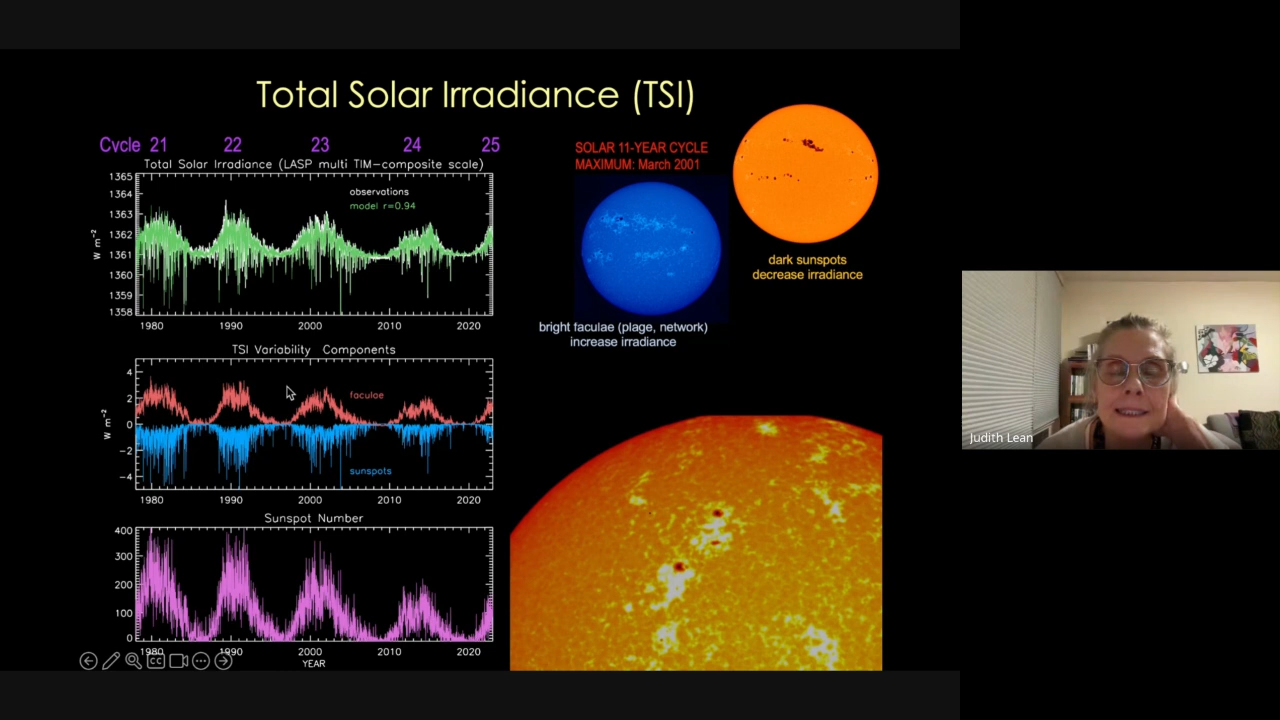 Total Solar Irradiance (TSI)
Cycle 21 22 23 24 25
Total Solar Irradiance (LASP multi TIM-composite scale)
1365
1364
1363
1362
1361
1360
1359
1358
W m⁻²
observations
model r=0.94
1980 1990 2000 2010 2020
TSI Variability Components
4
2
0
-2
-4
W m⁻²
faculae
sunspots
1980 1990 2000 2010 2020
Sunspot Number
400
300
200
100
0
1980 1990 2000 2010 2020
YEAR
CC
SOLAR 11-YEAR CYCLE
MAXIMUM: March 2001
dark sunspots
decrease irradiance
bright faculae (plage, network)
increase irradiance
Judith Lean